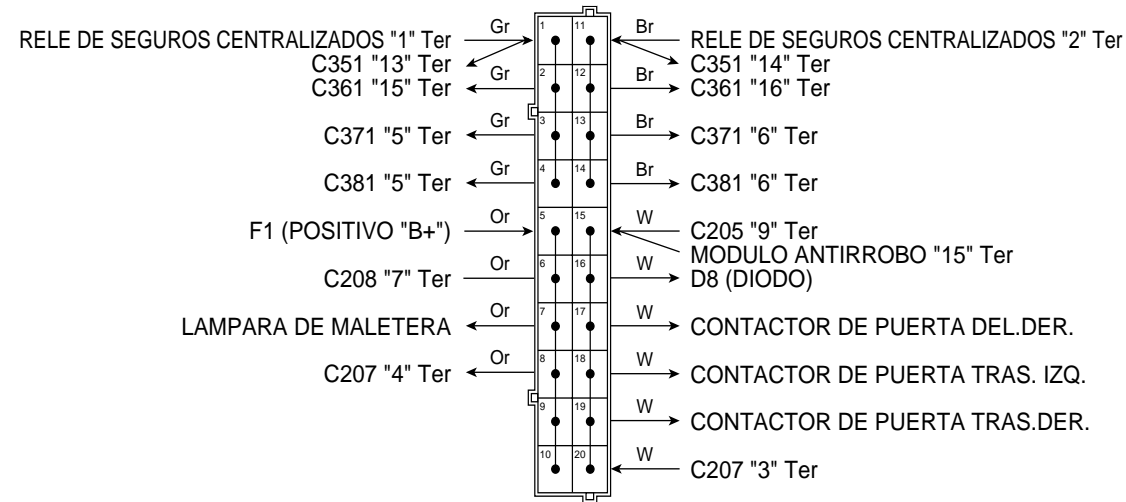 Gr 1 11 Br
RELE DE SEGUROS CENTRALIZADOS "1" Ter RELE DE SEGUROS CENTRALIZADOS "2" Ter
C351 "13" Ter C351 "14" Ter
Gr 2 12 Br
C361 "15" Ter C361 "16" Ter
Gr 3 13 Br
C371 "5" Ter C371 "6" Ter
Gr 4 14 Br
C381 "5" Ter C381 "6" Ter
Or 5 15 W
F1 (POSITIVO "B+") C205 "9" Ter
MODULO ANTIRROBO "15" Ter
Or 6 16 W
C208 "7" Ter D8 (DIODO)
Or 7 17 W
LAMPARA DE MALETERA CONTACTOR DE PUERTA DEL.DER.
Or 8 18 W
C207 "4" Ter CONTACTOR DE PUERTA TRAS. IZQ.
9 19 W
CONTACTOR DE PUERTA TRAS.DER.
10 20 W
C207 "3" Ter